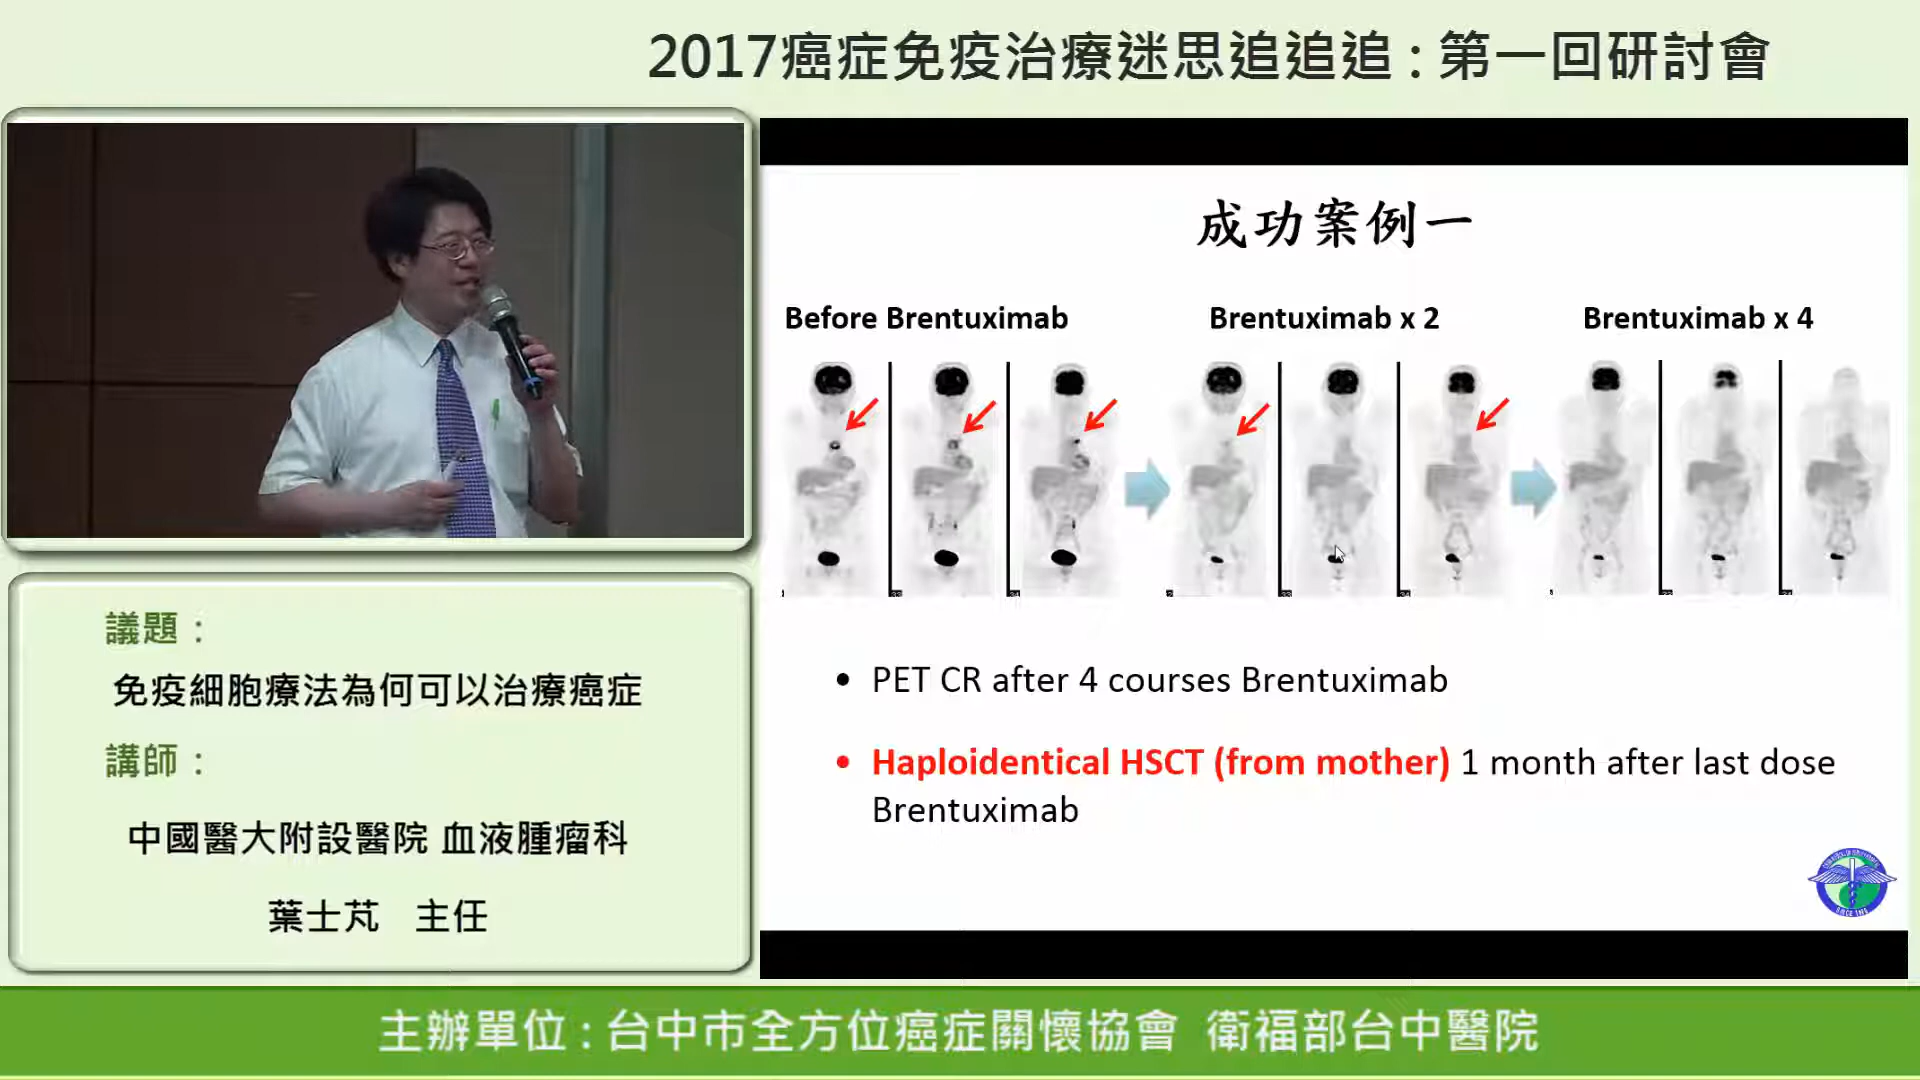 2017癌症免疫治療迷思追追追：第一回研討會
成功案例一
Before Brentuximab
Brentuximab x 2
Brentuximab x 4
• PET CR after 4 courses Brentuximab
• Haploidentical HSCT (from mother) 1 month after last dose
Brentuximab
議題：
免疫細胞療法為何可以治療癌症
講師：
中國醫大附設醫院 血液腫瘤科
葉士芃 主任
主辦單位：台中市全方位癌症關懷協會 衛福部台中醫院